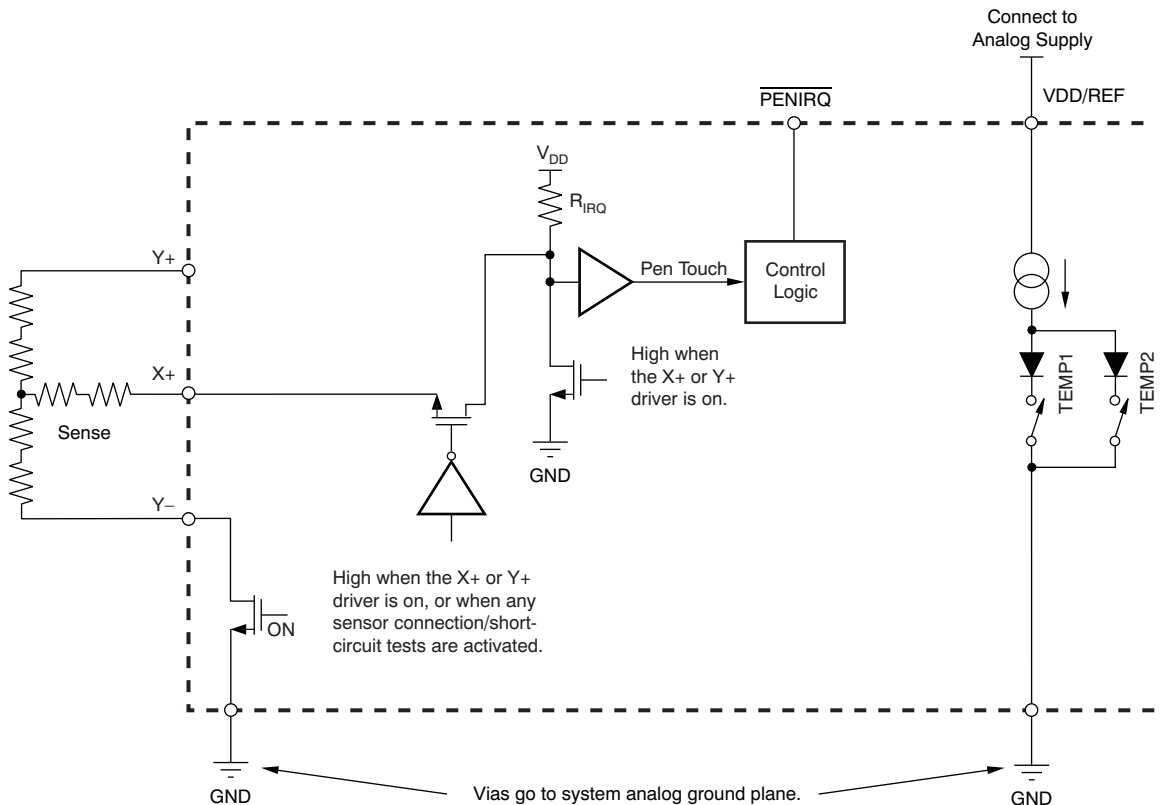 Connect to
Analog Supply
PENIRQ
VDD/REF
VDD
RIRQ
Y+
Pen Touch
Control
Logic
TEMP1
TEMP2
High when
the X+ or Y+
driver is on.
X+
Sense
GND
Y−
High when the X+ or Y+
driver is on, or when any
sensor connection/short-
circuit tests are activated.
ON
GND
Vias go to system analog ground plane.
GND